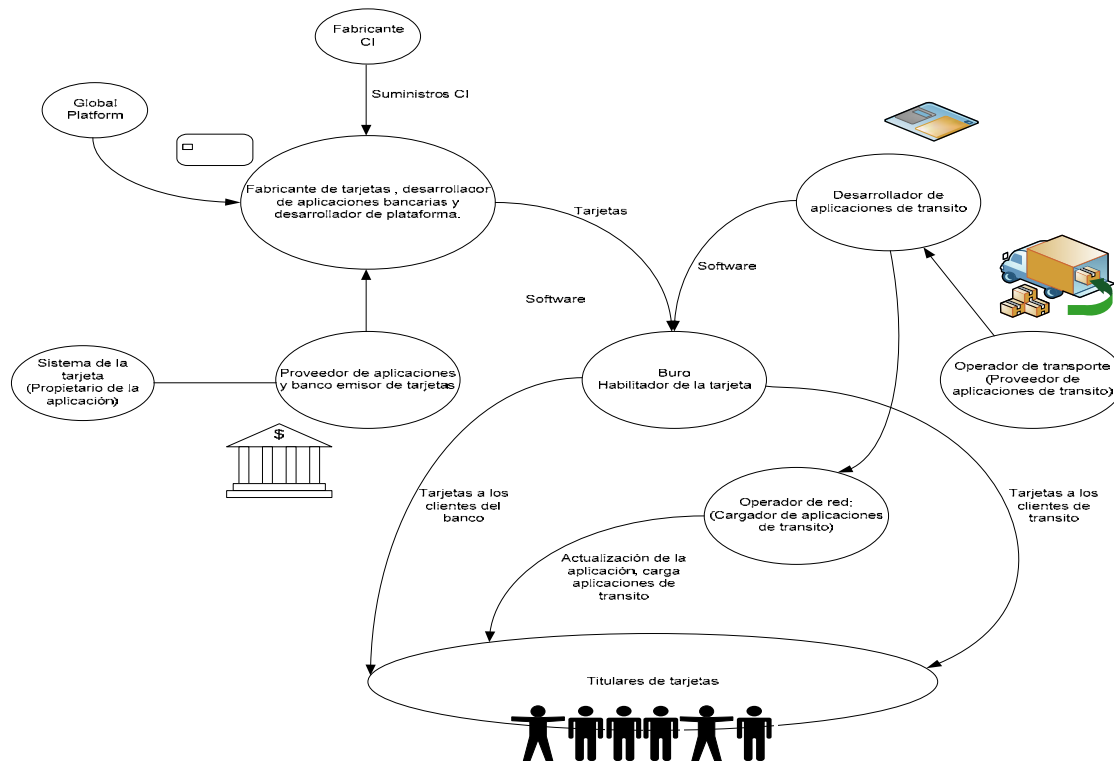 Fabricante
CI
Suministros CI
Global
Platform
Fabricante de tarjetas , desarrollador
de aplicaciones bancarias y
desarrollador de plataforma.
Tarjetas
Desarrollador de
aplicaciones de transito
Software
Software
Sistema de la
tarjeta
(Propietario de la
aplicación)
Proveedor de aplicaciones
y banco emisor de tarjetas
$
Buro
Habilitador de la tarjeta
Operador de transporte
(Proveedor de
aplicaciones de transito)
Tarjetas a los
clientes del
banco
Operador de red;
(Cargador de aplicaciones
de transito)
Tarjetas a los
clientes de
transito
Actualización de la
aplicación, carga
aplicaciones de
transito
Titulares de tarjetas